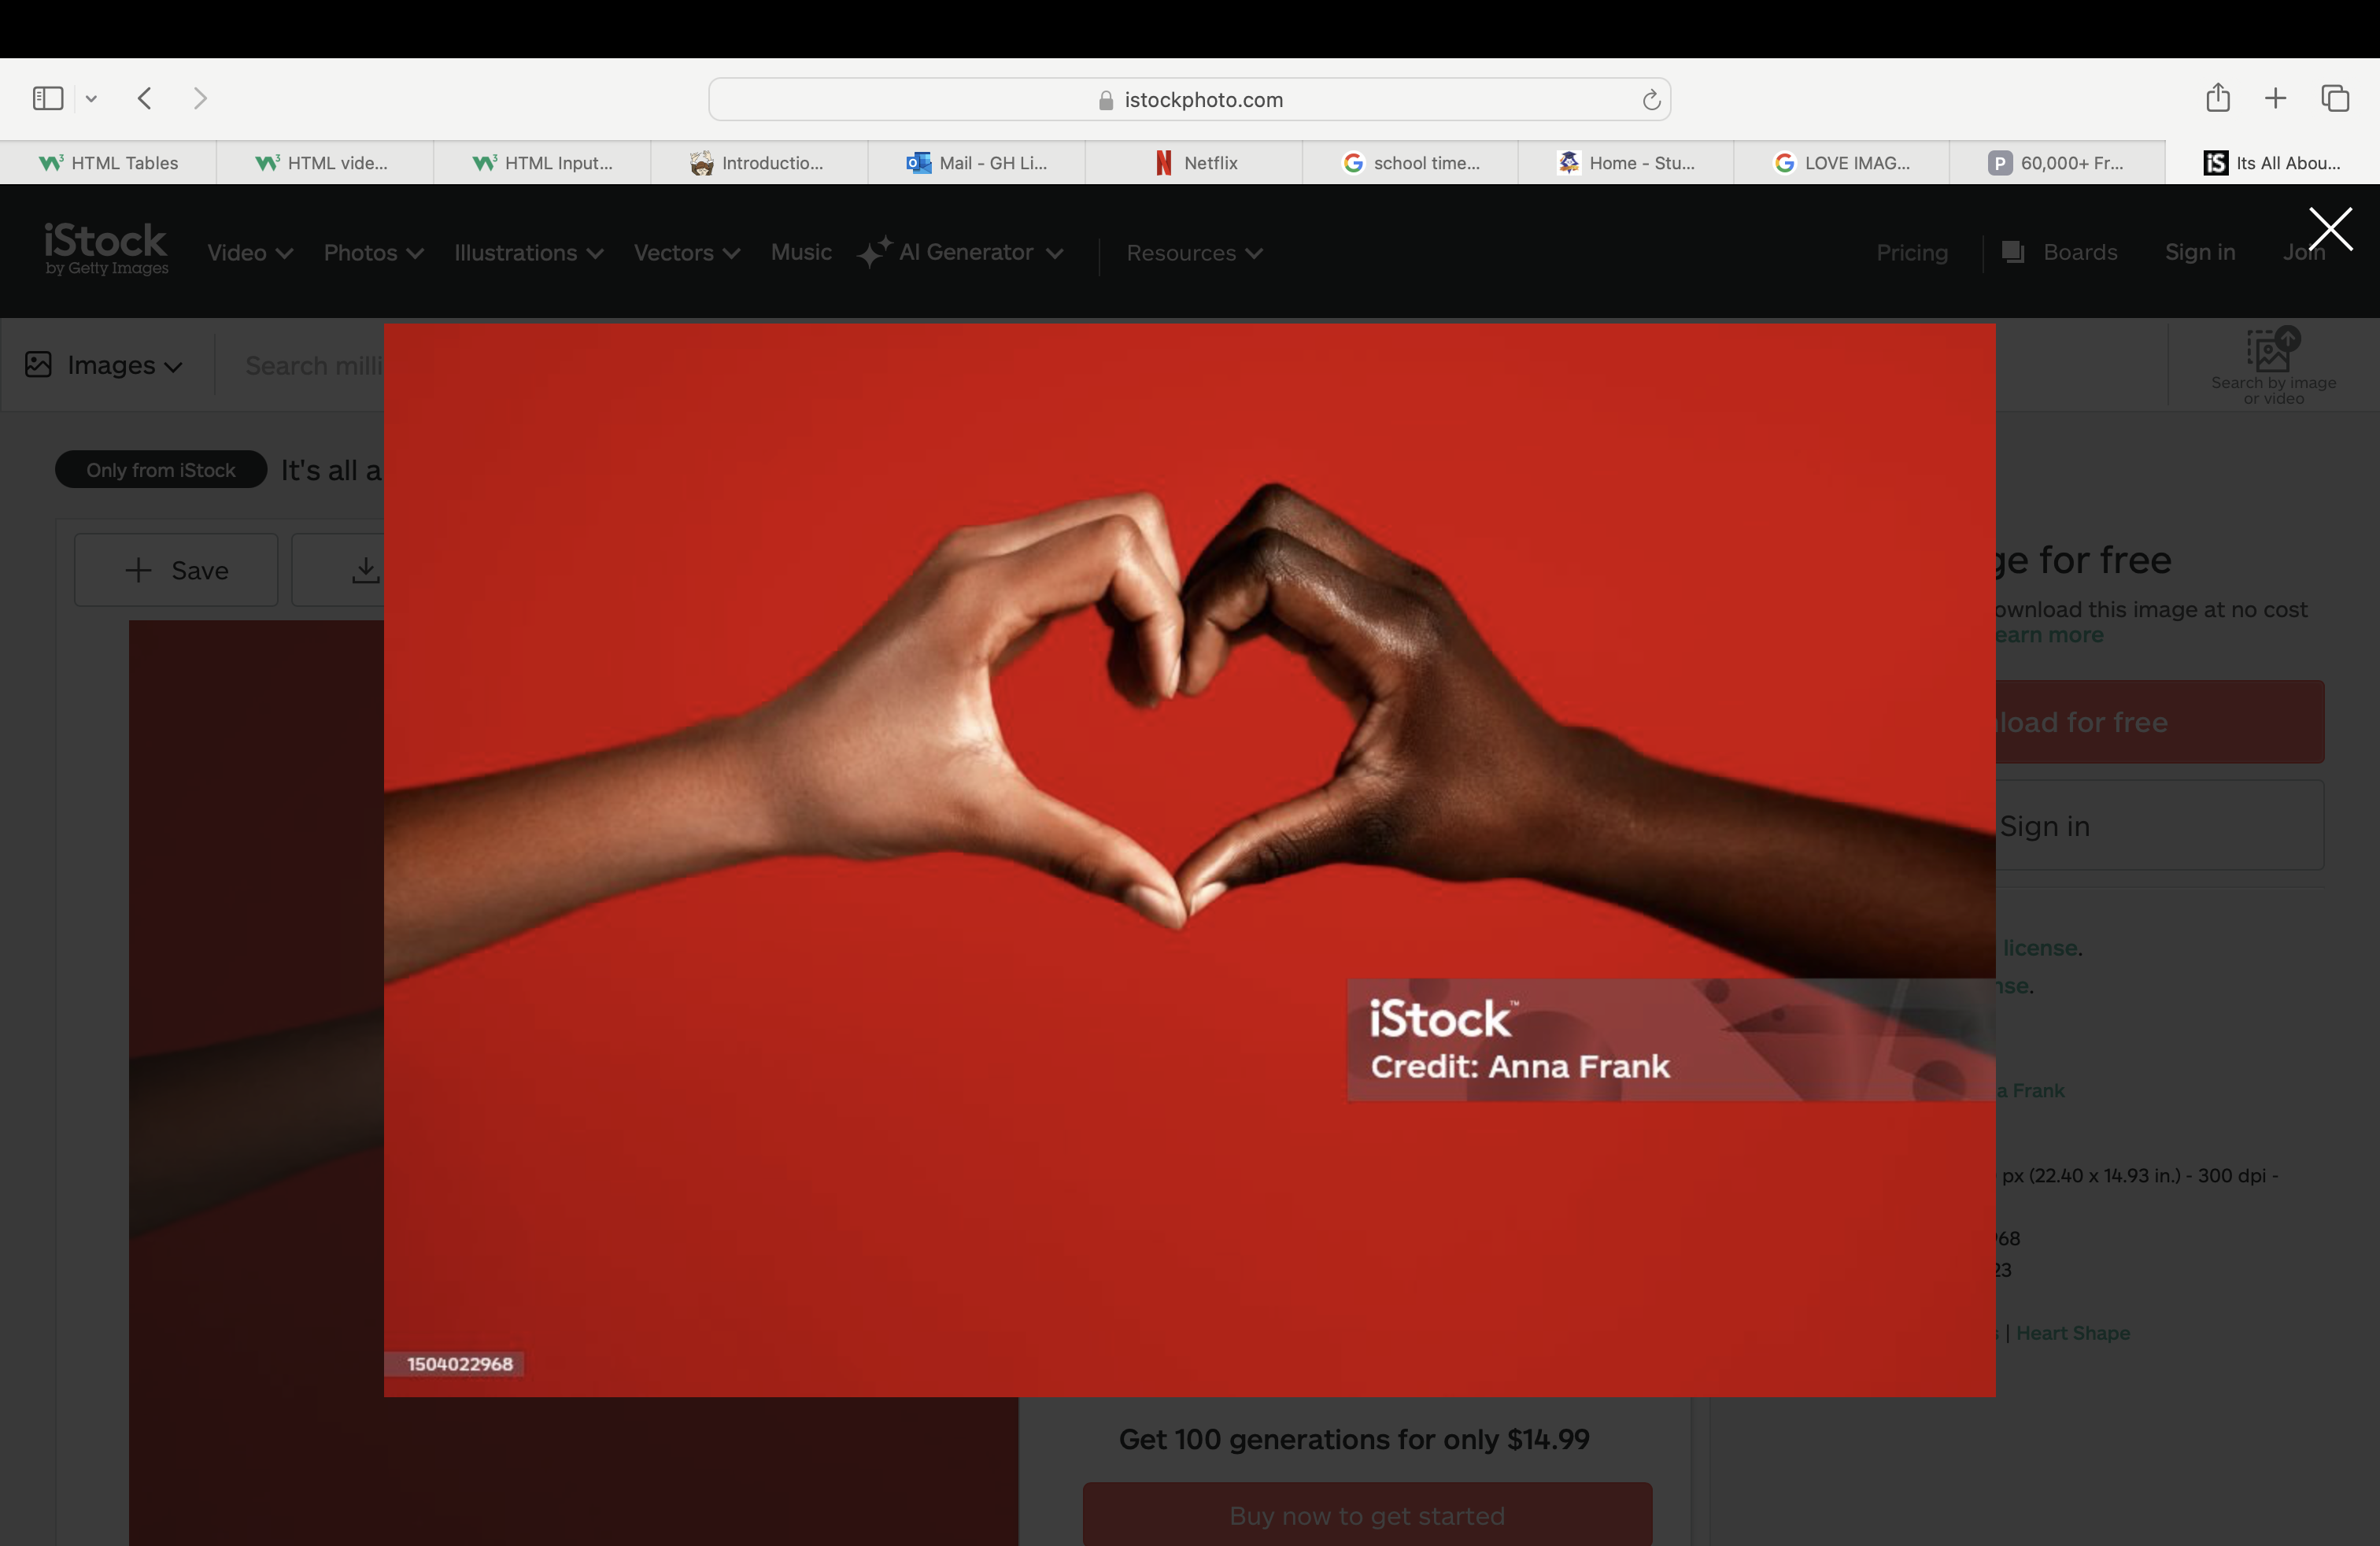 istockphoto.com
HTML Tables
HTML vide...
HTML Input...
Introductio...
Mail - GH Li...
Netflix
school time...
Home - Stu...
LOVE IMAG...
60,000+ Fr...
Its All Abou...
iStock
by Getty Images
Video
Photos
Illustrations
Vectors
Music
AI Generator
Resources
Pricing
Boards
Sign in
Join
Images
Search milli
Search by image
or video
Only from iStock
It's all a
Save
ge for free
ownload this image at no cost
earn more
nload for free
Sign in
license.
nse.
iStock™
Credit: Anna Frank
a Frank
px (22.40 x 14.93 in.) - 300 dpi -
968
23
s | Heart Shape
1504022968
Get 100 generations for only $14.99
Buy now to get started